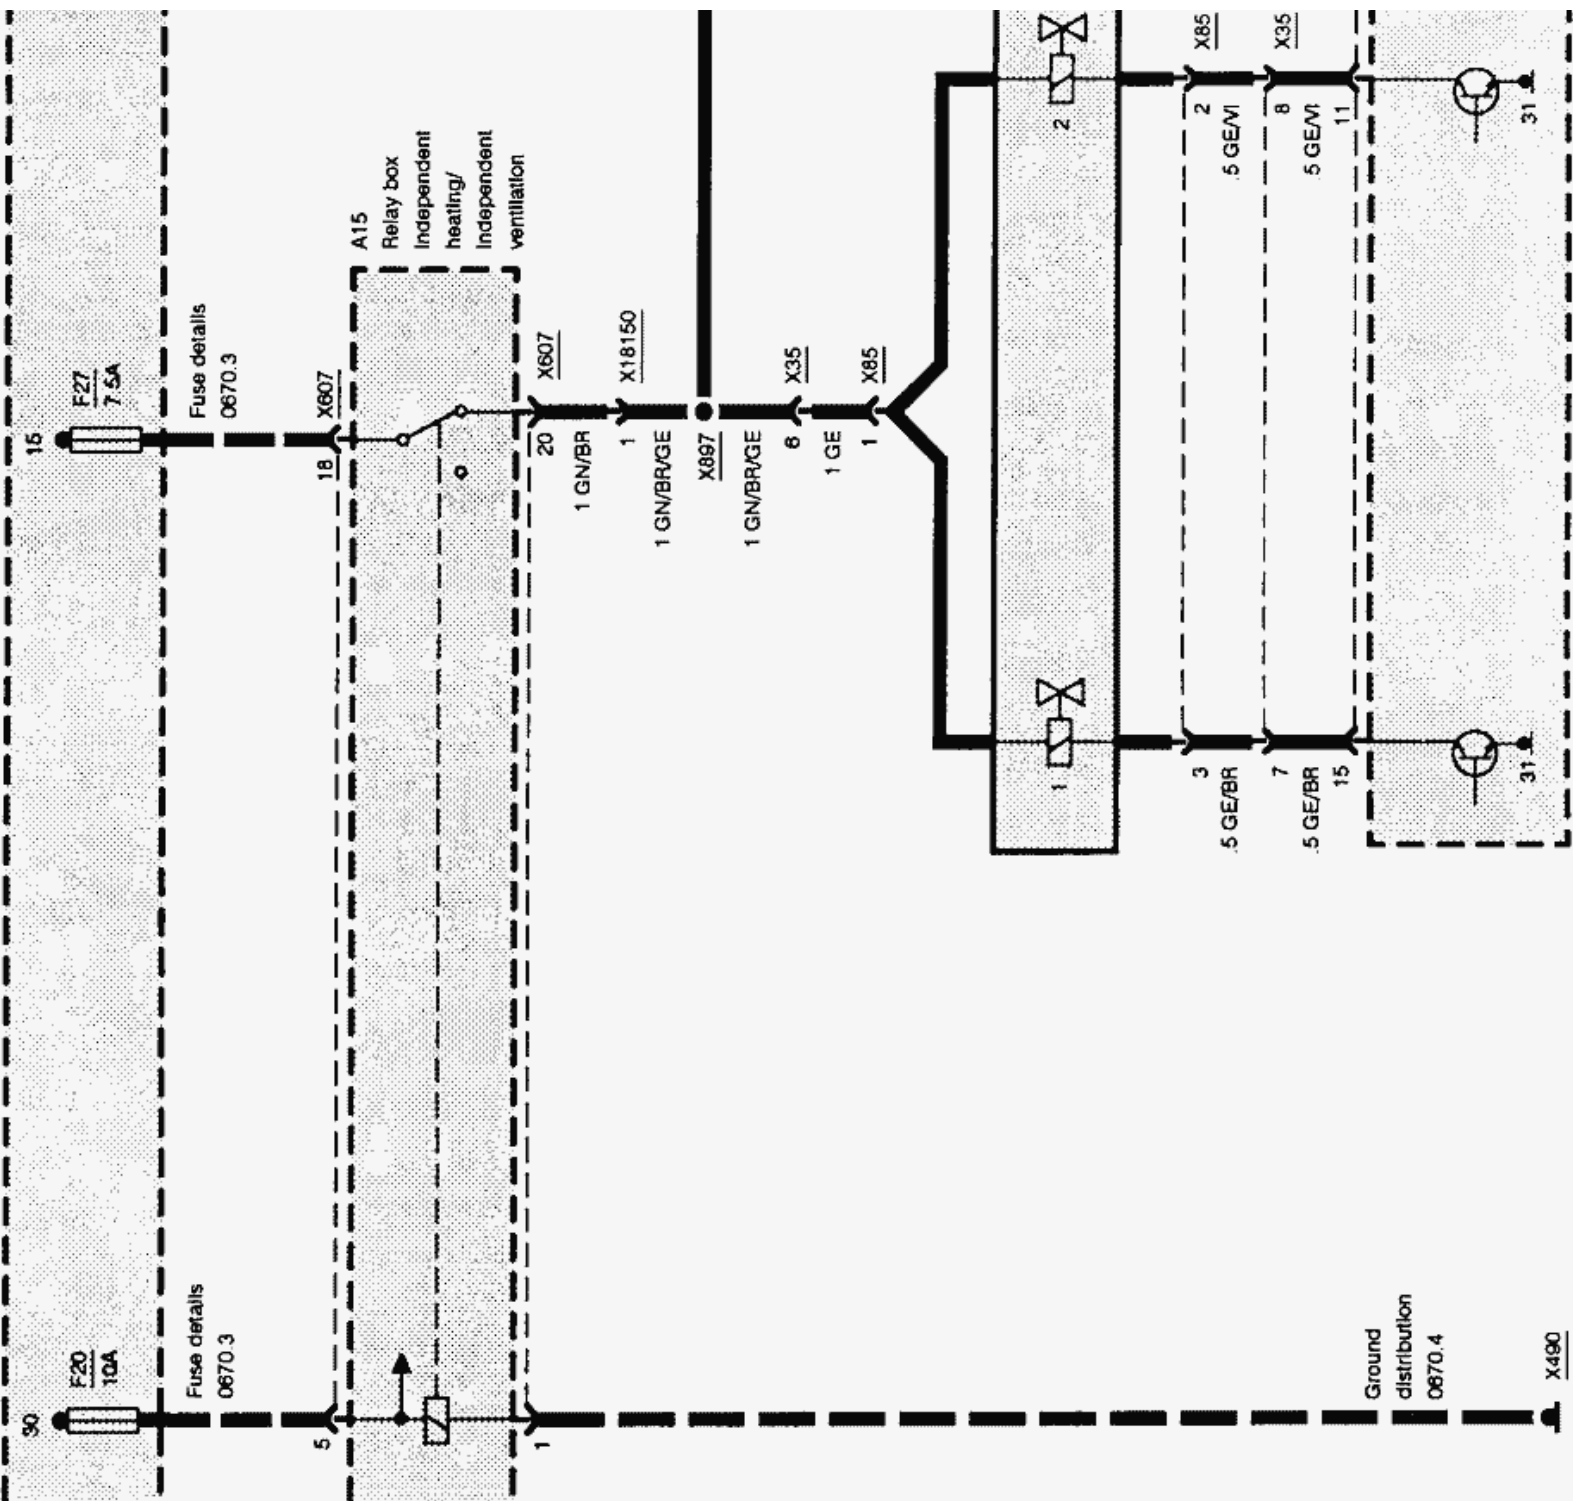 15
F27
7.5A
Fuse details
0670.3
X607
18
A15
Relay box
Independent
heating/
Independent
ventilation
X607
20
1 GN/BR
X18150
1
1 GN/BR/GE
X897
1 GN/BR/GE
X35
6
1 GE
X85
1
2
X85
2
.5 GE/VI
X35
8
.5 GE/VI
11
31
1
3
.5 GE/BR
7
.5 GE/BR
15
31
30
F20
10A
Fuse details
0670.3
5
1
Ground
distribution
0670.4
X490